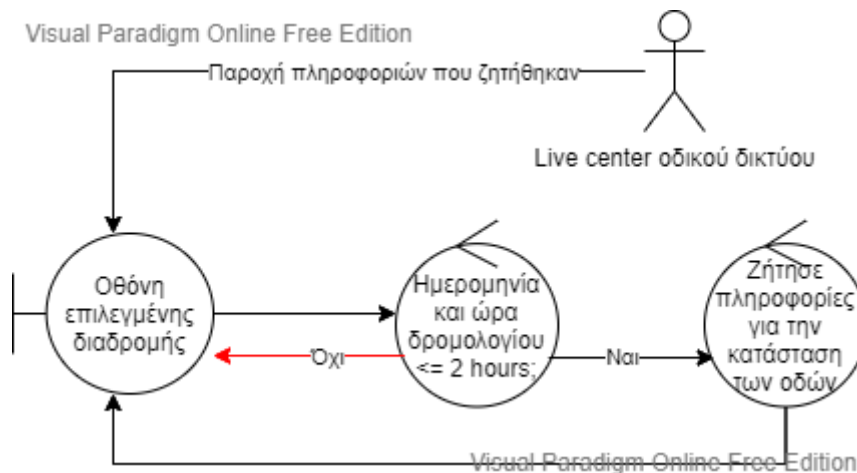 Visual Paradigm Online Free Edition
Παροχή πληροφοριών που ζητήθηκαν
Live center οδικού δικτύου
Οθόνη
επιλεγμένης
διαδρομής
Όχι
Ημερομηνία
και ώρα
δρομολογίου
<= 2 hours;
Ναι
Ζήτησε
πληροφορίες
για την
κατάσταση
των οδών
Visual Paradigm Online Free Edition